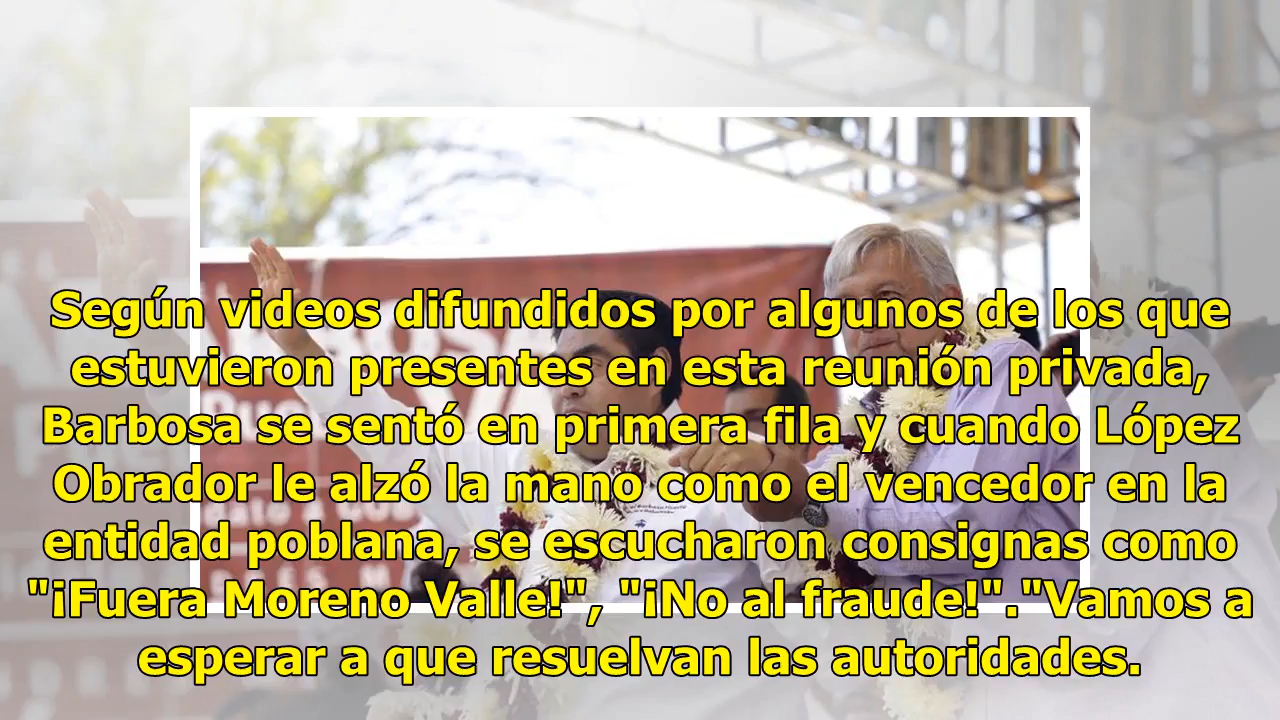 Según videos difundidos por algunos de los que
estuvieron presentes en esta reunión privada,
Barbosa se sentó en primera fila y cuando López
Obrador le alzó la mano como el vencedor en la
entidad poblana, se escucharon consignas como
"¡Fuera Moreno Valle!", "¡No al fraude!"."Vamos a
esperar a que resuelvan las autoridades.